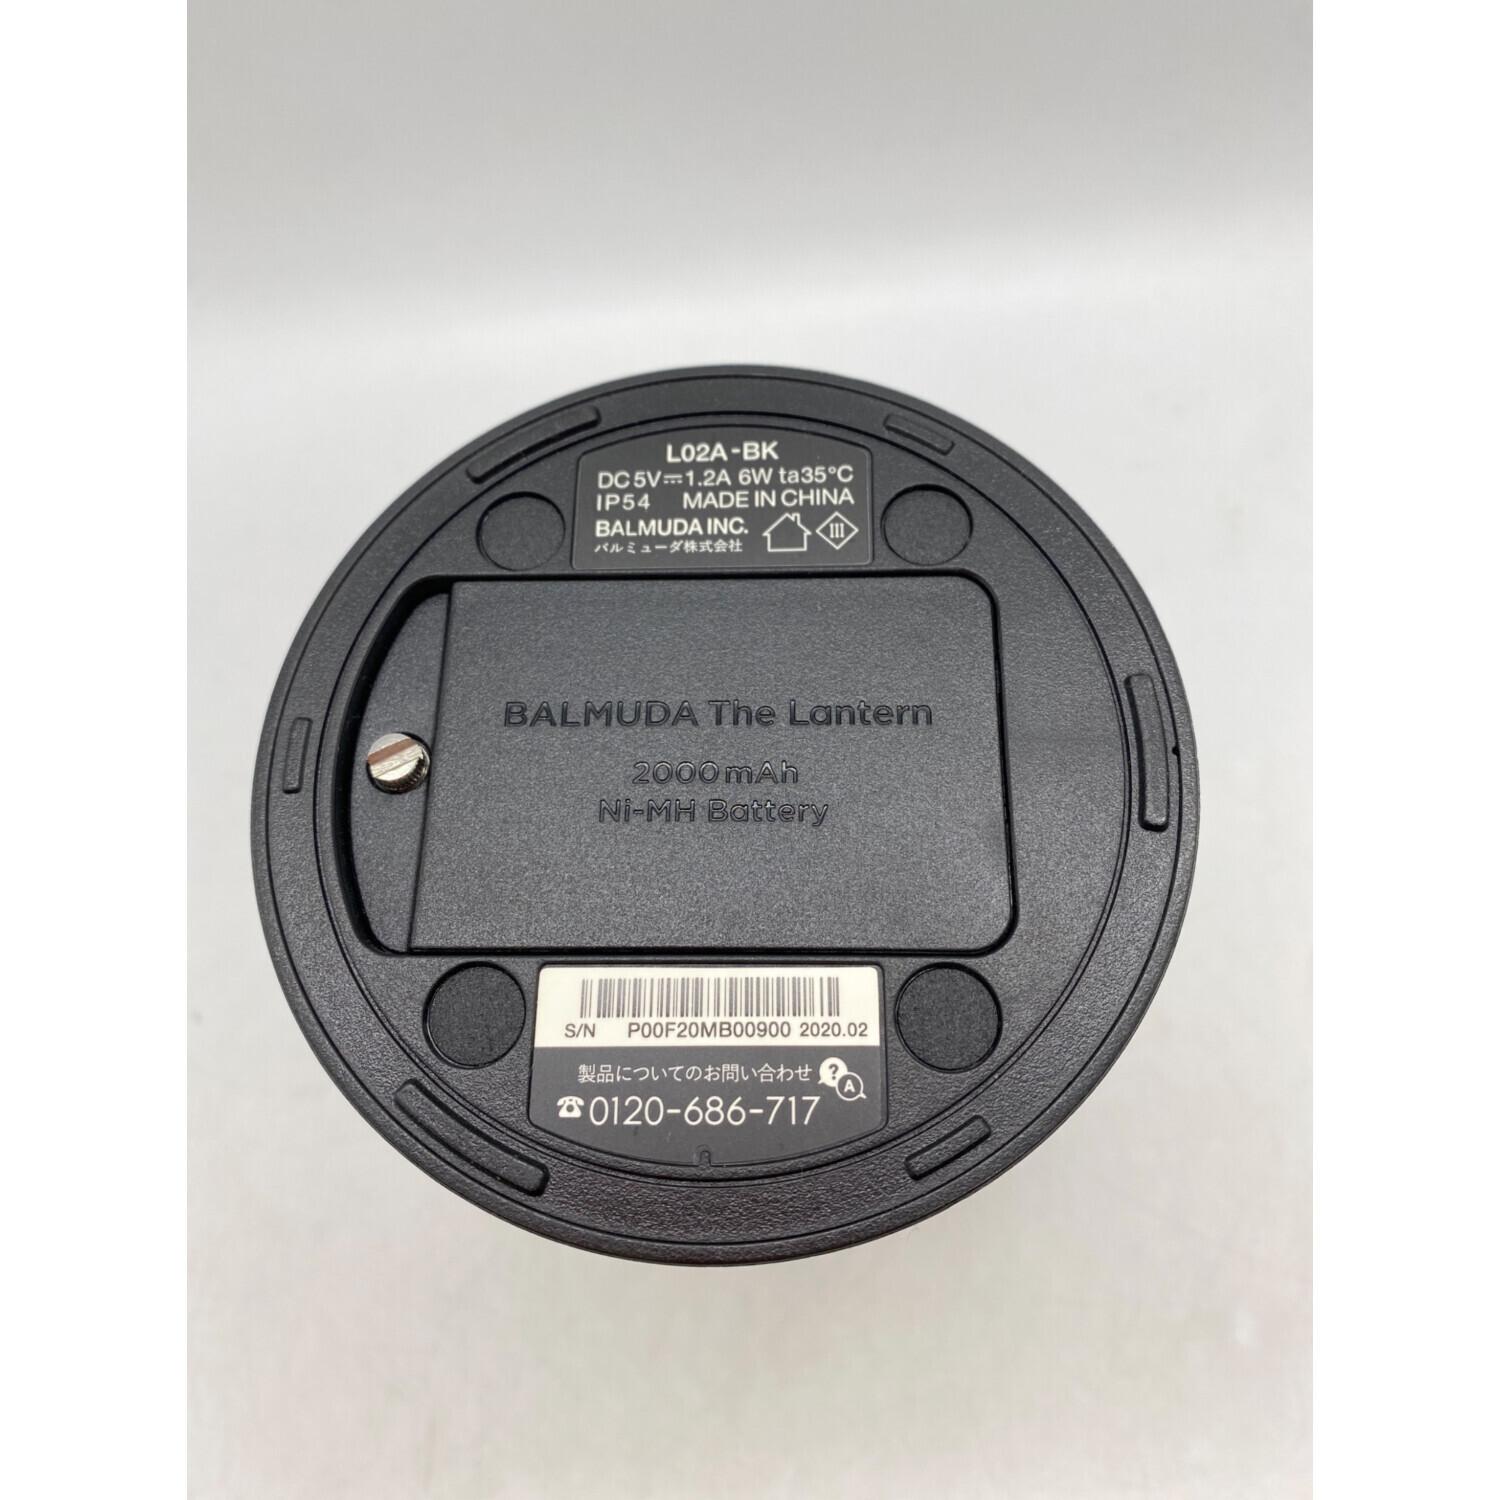 L02A-BK
DC 5V⎓1.2A 6W ta35°C
IP54 MADE IN CHINA
BALMUDA INC.
バルミューダ株式会社
III
BALMUDA The Lantern
2000mAh
Ni-MH Battery
S/N P00F20MB00900 2020.02
製品についてのお問い合わせ ? A
0120-686-717